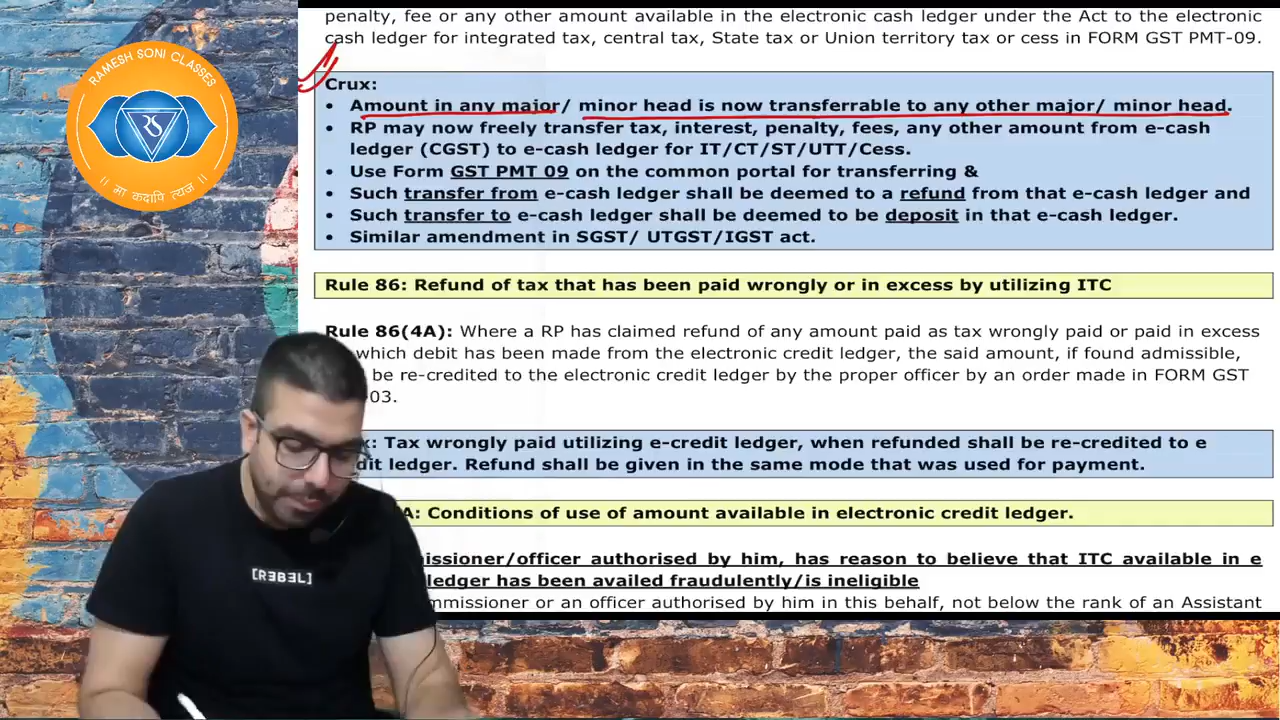 penalty, fee or any other amount available in the electronic cash ledger under the Act to the electronic
cash ledger for integrated tax, central tax, State tax or Union territory tax or cess in FORM GST PMT-09.
RAMESH SONI CLASSES
RS
।। मा कदापि त्यज ।।
Crux:
• Amount in any major/ minor head is now transferrable to any other major/ minor head.
• RP may now freely transfer tax, interest, penalty, fees, any other amount from e-cash
ledger (CGST) to e-cash ledger for IT/CT/ST/UTT/Cess.
• Use Form GST PMT 09 on the common portal for transferring &
• Such transfer from e-cash ledger shall be deemed to a refund from that e-cash ledger and
• Such transfer to e-cash ledger shall be deemed to be deposit in that e-cash ledger.
• Similar amendment in SGST/ UTGST/IGST act.
Rule 86: Refund of tax that has been paid wrongly or in excess by utilizing ITC
Rule 86(4A): Where a RP has claimed refund of any amount paid as tax wrongly paid or paid in excess
which debit has been made from the electronic credit ledger, the said amount, if found admissible,
be re-credited to the electronic credit ledger by the proper officer by an order made in FORM GST
03.
: Tax wrongly paid utilizing e-credit ledger, when refunded shall be re-credited to e
ledger. Refund shall be given in the same mode that was used for payment.
A: Conditions of use of amount available in electronic credit ledger.
missioner/officer authorised by him, has reason to believe that ITC available in e
ledger has been availed fraudulently/is ineligible
mmissioner or an officer authorised by him in this behalf, not below the rank of an Assistant
[REBEL]